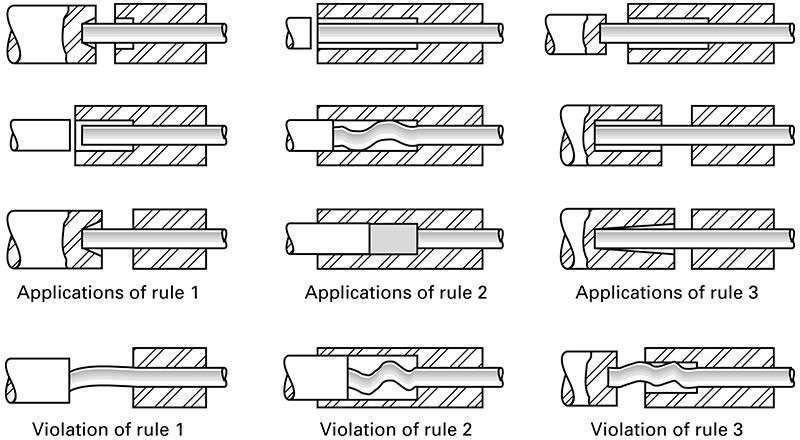 Applications of rule 1
Applications of rule 2
Applications of rule 3
Violation of rule 1
Violation of rule 2
Violation of rule 3